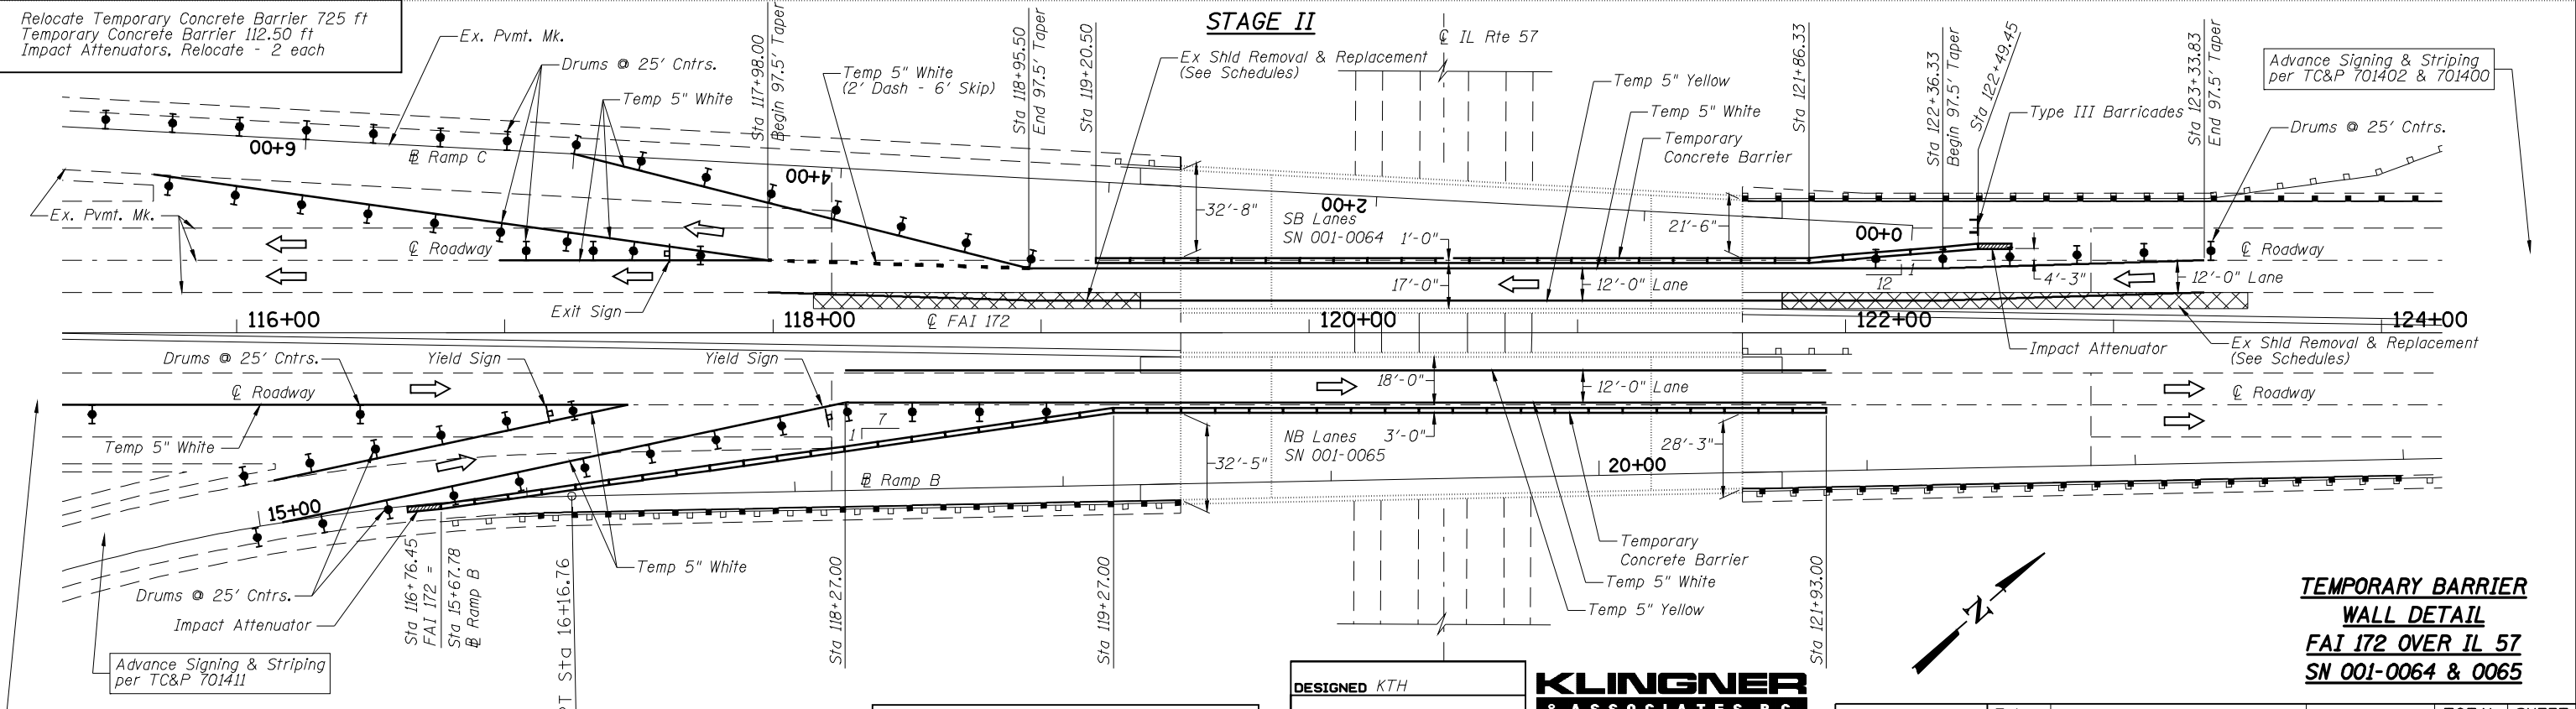 Relocate Temporary Concrete Barrier 725 ft
Temporary Concrete Barrier 112.50 ft
Impact Attenuators, Relocate - 2 each
STAGE II
℄ IL Rte 57
Ex. Pvmt. Mk.
Drums @ 25' Cntrs.
Temp 5" White
Sta 117+98.00
Begin 97.5' Taper
Temp 5" White
(2' Dash - 6' Skip)
Sta 118+95.50
End 97.5' Taper
Sta 119+20.50
Ex Shld Removal & Replacement
(See Schedules)
Temp 5" Yellow
Temp 5" White
Temporary
Concrete Barrier
Sta 121+86.33
Sta 122+36.33
Begin 97.5' Taper
Sta 122+49.45
Type III Barricades
Sta 123+33.83
End 97.5' Taper
Advance Signing & Striping
per TC&P 701402 & 701400
Drums @ 25' Cntrs.
6+00
℄ Ramp C
4+00
2+00
0+00
32'-8"
SB Lanes
SN 001-0064
1'-0"
21'-6"
Ex. Pvmt. Mk.
℄ Roadway
℄ Roadway
17'-0"
12'-0" Lane
1
12
4'-3"
12'-0" Lane
Exit Sign
116+00
118+00
℄ FAI 172
120+00
122+00
124+00
Drums @ 25' Cntrs.
Yield Sign
Yield Sign
Impact Attenuator
Ex Shld Removal & Replacement
(See Schedules)
℄ Roadway
18'-0"
12'-0" Lane
℄ Roadway
Temp 5" White
7
1
NB Lanes
SN 001-0065
3'-0"
28'-3"
32'-5"
20+00
℄ Ramp B
15+00
Temp 5" White
Temporary
Concrete Barrier
Temp 5" White
Temp 5" Yellow
Drums @ 25' Cntrs.
Impact Attenuator
Sta 116+76.45
FAI 172 =
Sta 15+67.78
℄ Ramp B
PT Sta 16+16.76
Sta 118+27.00
Sta 119+27.00
Sta 121+93.00
Advance Signing & Striping
per TC&P 701411
N
TEMPORARY BARRIER
WALL DETAIL
FAI 172 OVER IL 57
SN 001-0064 & 0065
DESIGNED KTH
KLINGNER
& ASSOCIATES P.C.
TOTAL SHEET